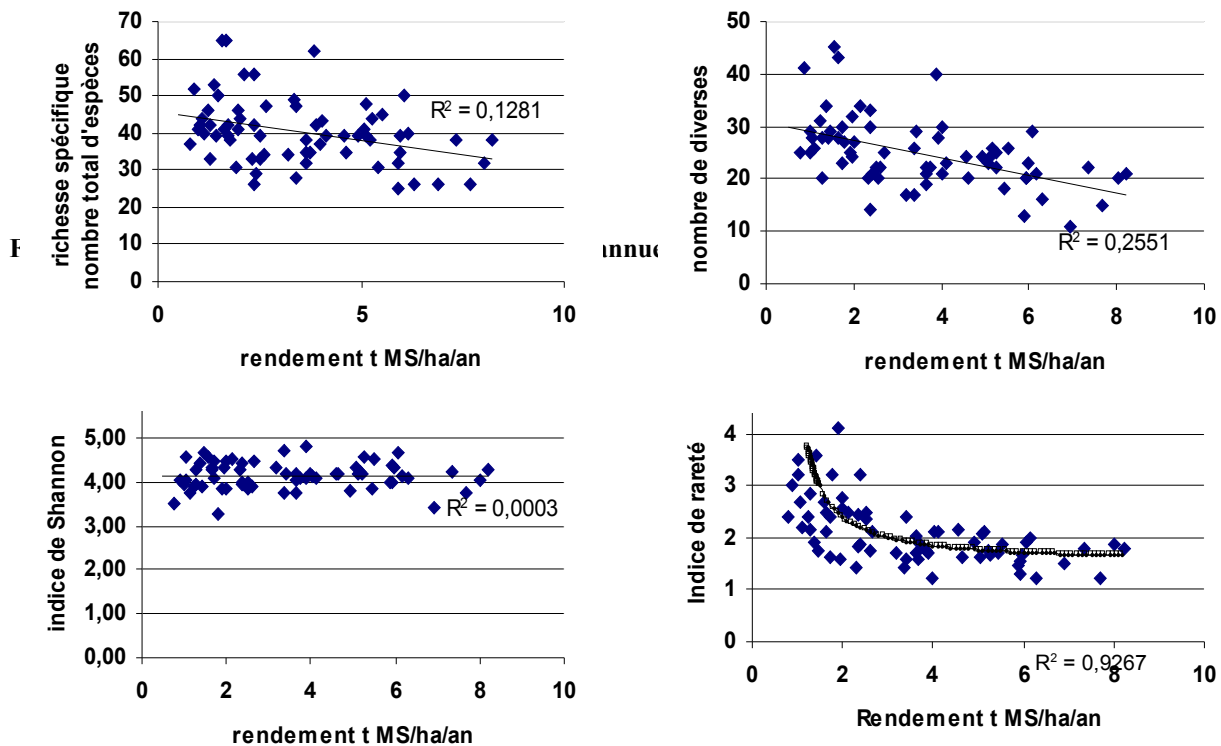 70
60
50
40
30
20
10
0
0 5 10
richesse spécifique
nombre total d'espèces
R² = 0,1281
rendement t MS/ha/an
50
40
30
20
10
0
0 2 4 6 8 10
nombre de diverses
R² = 0,2551
rendement t MS/ha/an
5,00
4,00
3,00
2,00
1,00
0,00
0 2 4 6 8 10
indice de Shannon
R² = 0,0003
rendement t MS/ha/an
4
3
2
1
0
0 2 4 6 8 10
Indice de rareté
R² = 0,9267
Rendement t MS/ha/an